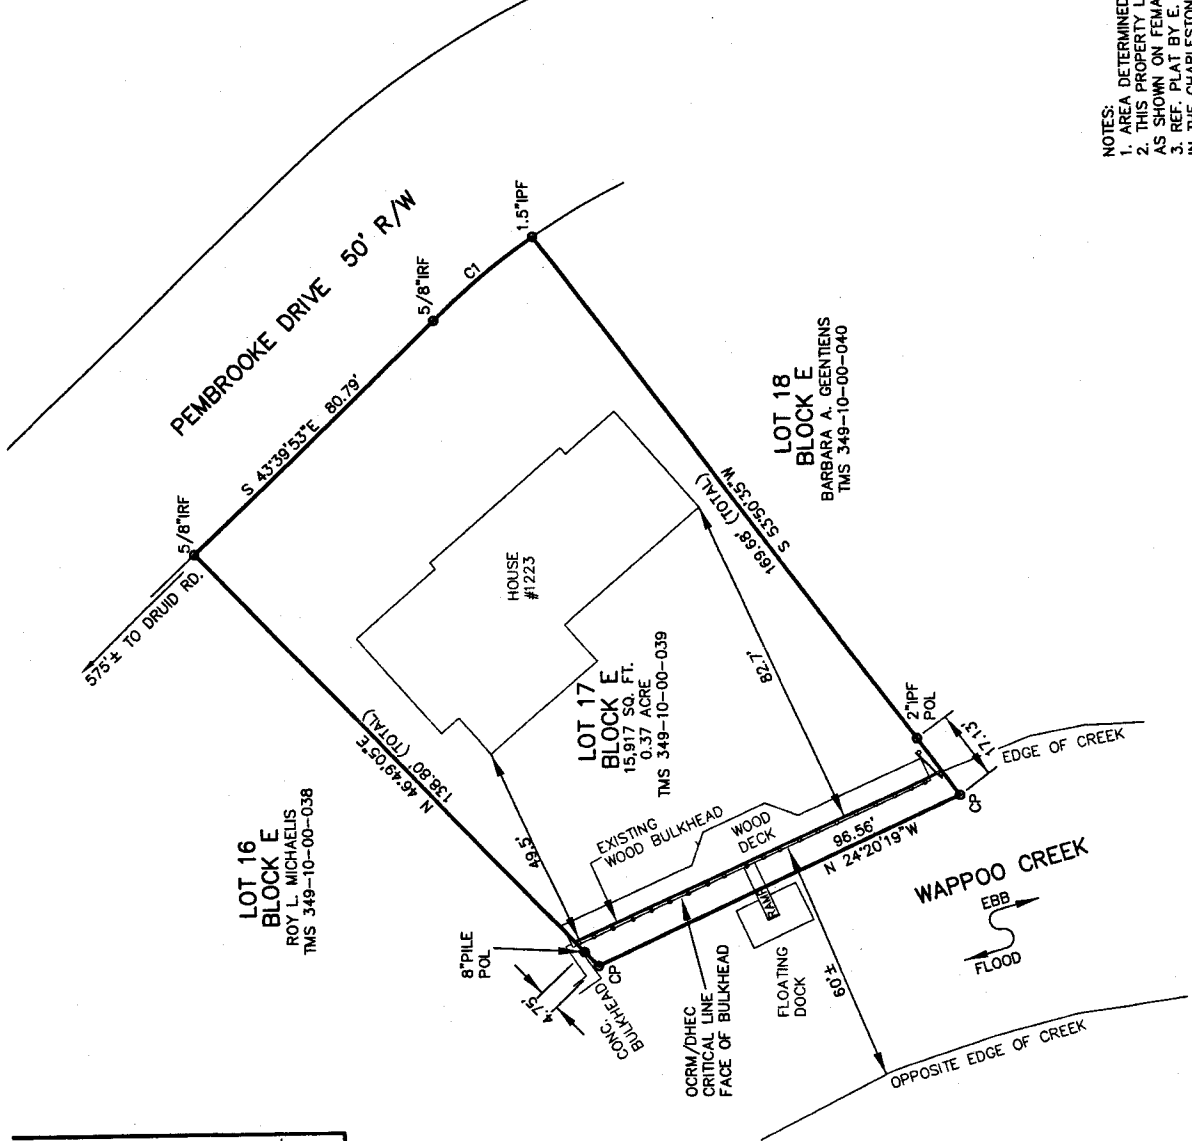 NOTES:
1. AREA DETERMINED
2. THIS PROPERTY L
AS SHOWN ON FEMA
3. REF. PLAT BY E.
IN THE CHARLESTON
PEMBROOKE DRIVE 50' R/W
1.5"IPF
C1
5/8"IRF
S 43°39'53"E 80.79'
5/8"IRF
575'± TO DRUID RD.
LOT 18
BLOCK E
BARBARA A. GEENTIENS
TMS 349-10-00-040
S 53°50'35"W
169.68' (TOTAL)
HOUSE
#1223
LOT 17
BLOCK E
15,917 SQ. FT.
0.37 ACRE
TMS 349-10-00-039
82.7'
N 46°49'05"E
138.80' (TOTAL)
LOT 16
BLOCK E
ROY L. MICHAELIS
TMS 349-10-00-038
49.5'
EXISTING
WOOD BULKHEAD
WOOD
DECK
2"IPF
POL
17.13'
EDGE OF CREEK
CP
96.56'
N 24°20'19"W
WAPPOO CREEK
EBB
FLOOD
8"PILE
POL
CP
4.75'
CONC.
BULKHEAD
RAMP
FLOATING
DOCK
60'±
OCRM/DHEC
CRITICAL LINE
FACE OF BULKHEAD
OPPOSITE EDGE OF CREEK